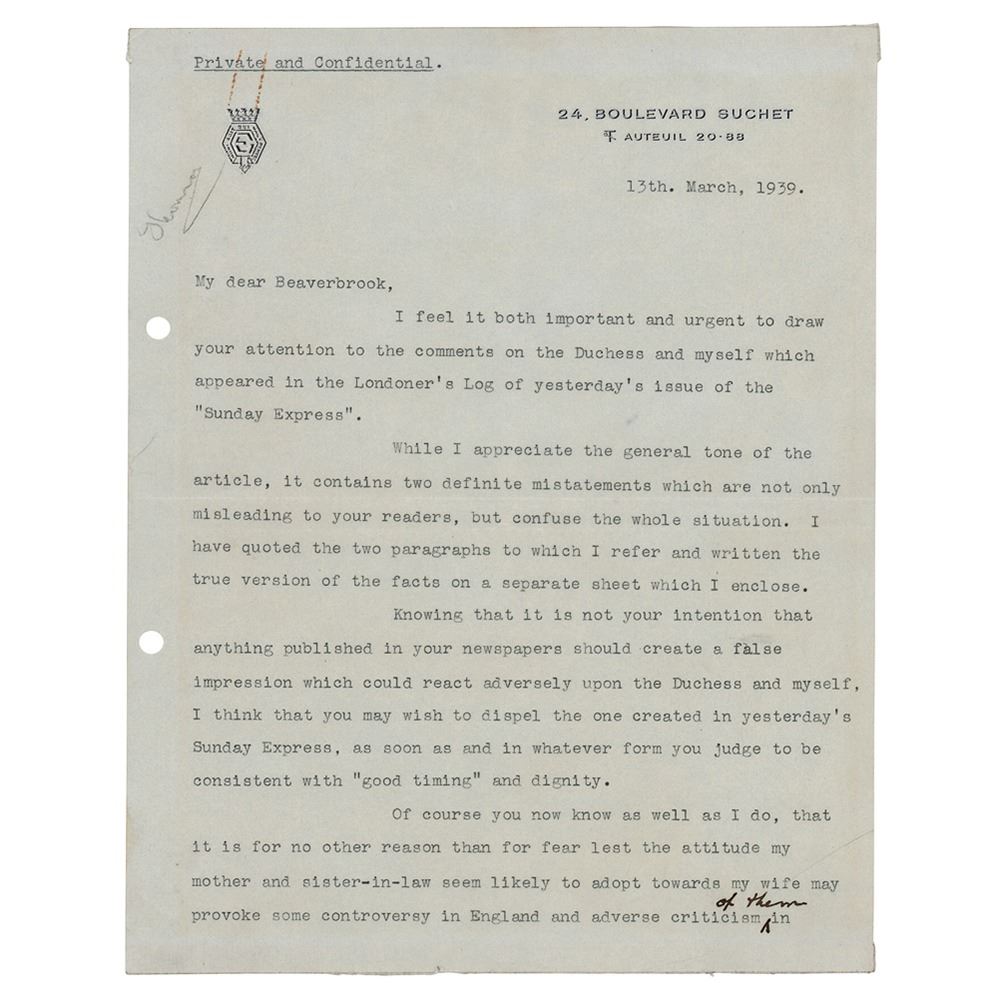 Private and Confidential.
24, BOULEVARD SUCHET
AUTEUIL 20-88
13th. March, 1939.
My dear Beaverbrook,
I feel it both important and urgent to draw
your attention to the comments on the Duchess and myself which
appeared in the Londoner's Log of yesterday's issue of the
"Sunday Express".
While I appreciate the general tone of the
article, it contains two definite mistatements which are not only
misleading to your readers, but confuse the whole situation. I
have quoted the two paragraphs to which I refer and written the
true version of the facts on a separate sheet which I enclose.
Knowing that it is not your intention that
anything published in your newspapers should create a false
impression which could react adversely upon the Duchess and myself,
I think that you may wish to dispel the one created in yesterday's
Sunday Express, as soon as and in whatever form you judge to be
consistent with "good timing" and dignity.
Of course you now know as well as I do, that
it is for no other reason than for fear lest the attitude my
mother and sister-in-law seem likely to adopt towards my wife may
of them
provoke some controversy in England and adverse criticism in